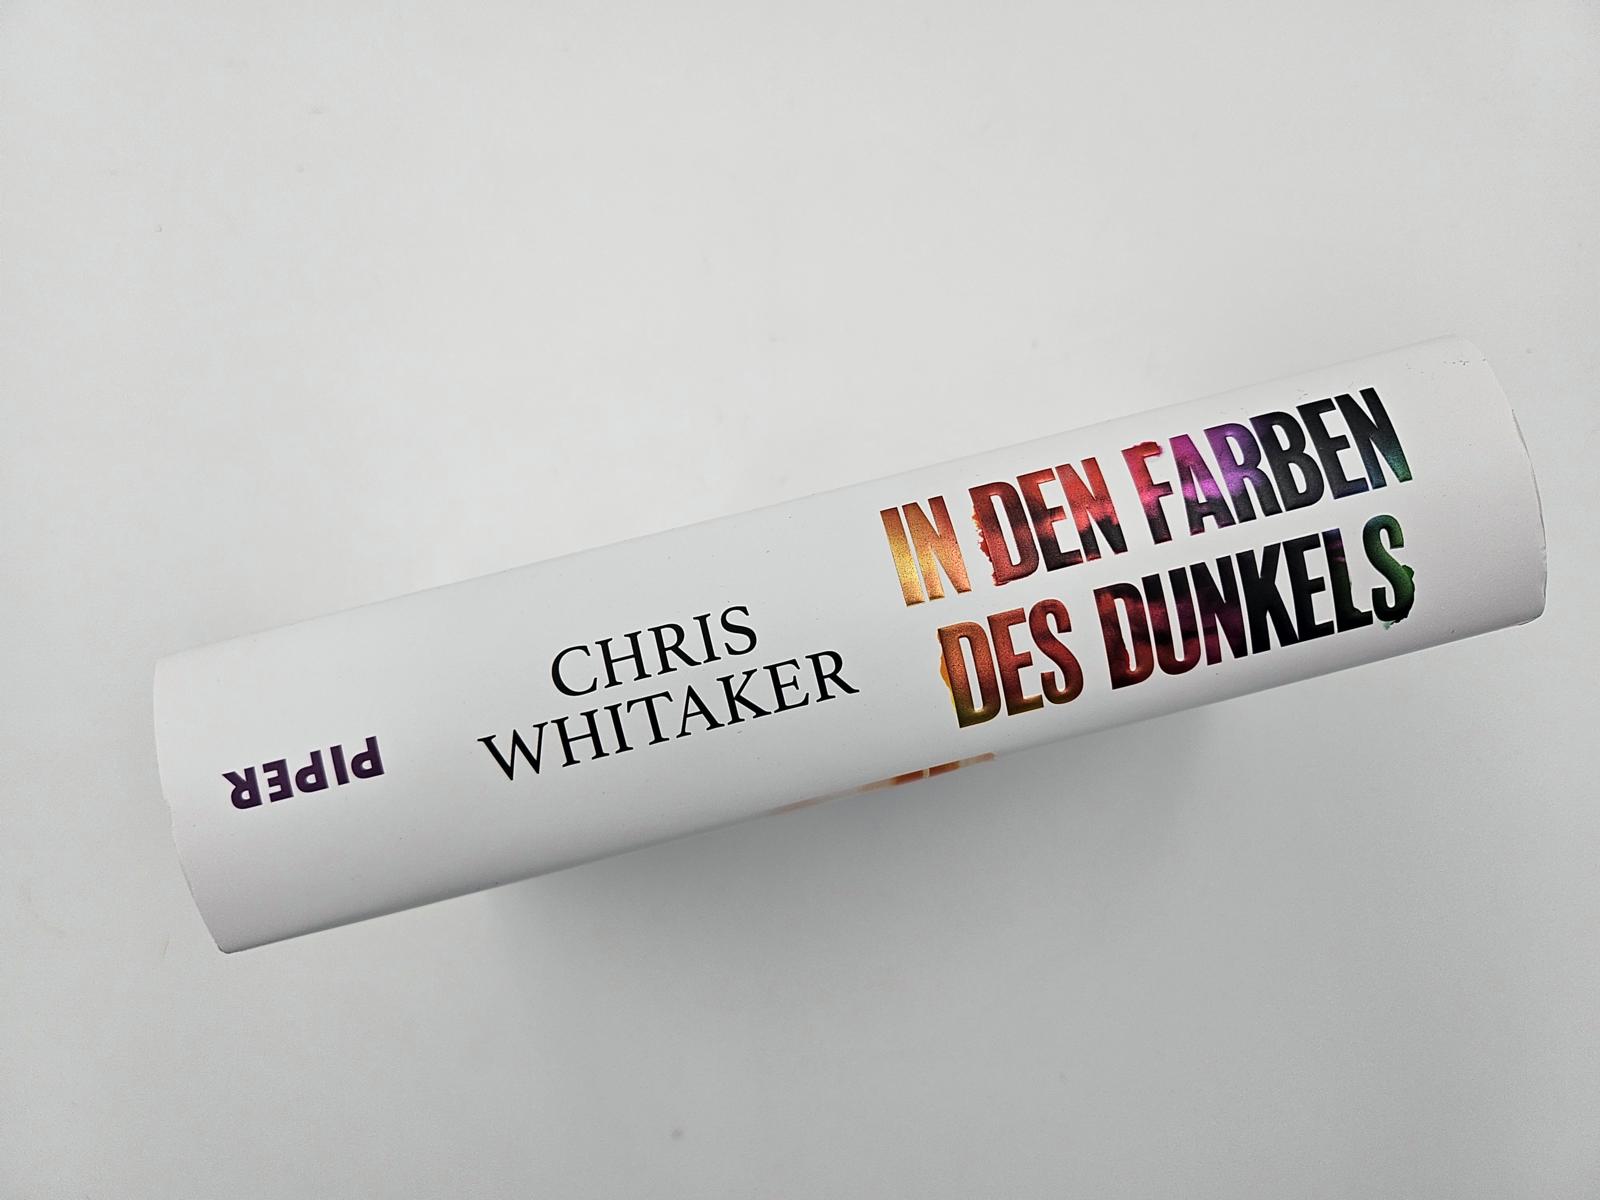 IN DEN FARBEN
DES DUNKELS
CHRIS
WHITAKER
PIPER